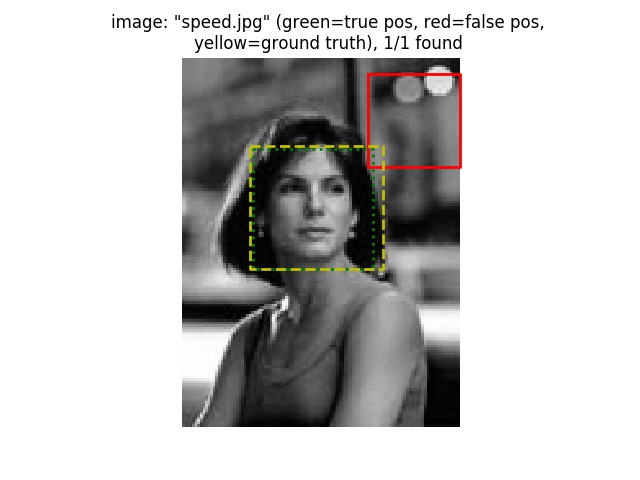 image: "speed.jpg" (green=true pos, red=false pos,
yellow=ground truth), 1/1 found